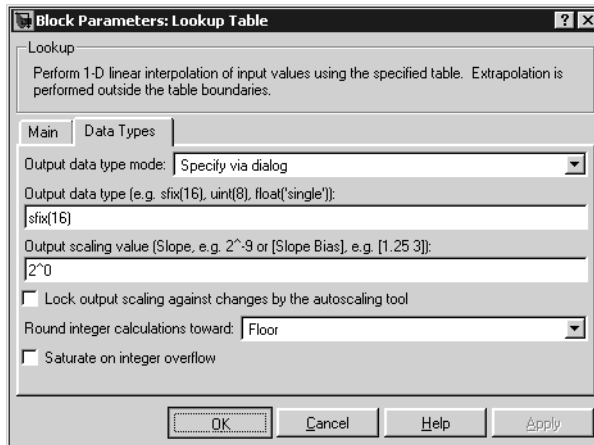 Block Parameters: Lookup Table
Lookup
Perform 1-D linear interpolation of input values using the specified table. Extrapolation is
performed outside the table boundaries.
Main Data Types
Output data type mode: Specify via dialog
Output data type (e.g. sfix(16), uint(8), float('single')):
sfix(16)
Output scaling value (Slope, e.g. 2^-9 or [Slope Bias], e.g. [1.25 3]):
2^0
Lock output scaling against changes by the autoscaling tool
Round integer calculations toward: Floor
Saturate on integer overflow
OK Cancel Help Apply